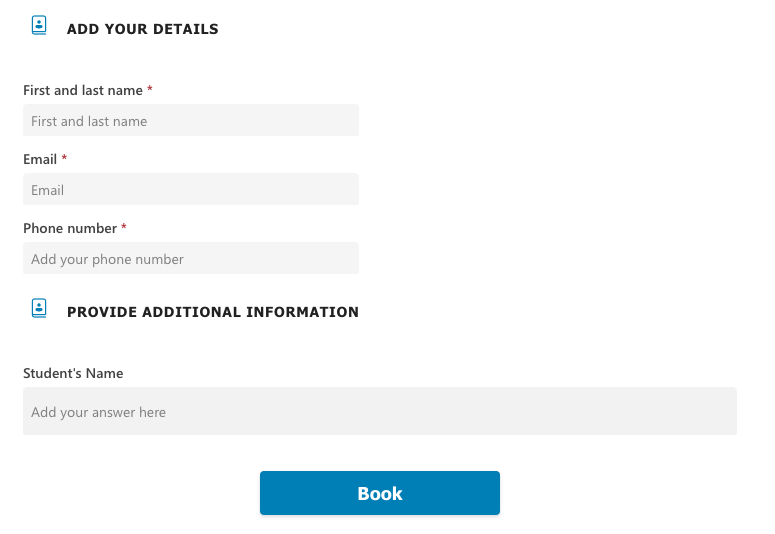 ADD YOUR DETAILS
First and last name *
First and last name
Email *
Email
Phone number *
Add your phone number
PROVIDE ADDITIONAL INFORMATION
Student's Name
Add your answer here
Book